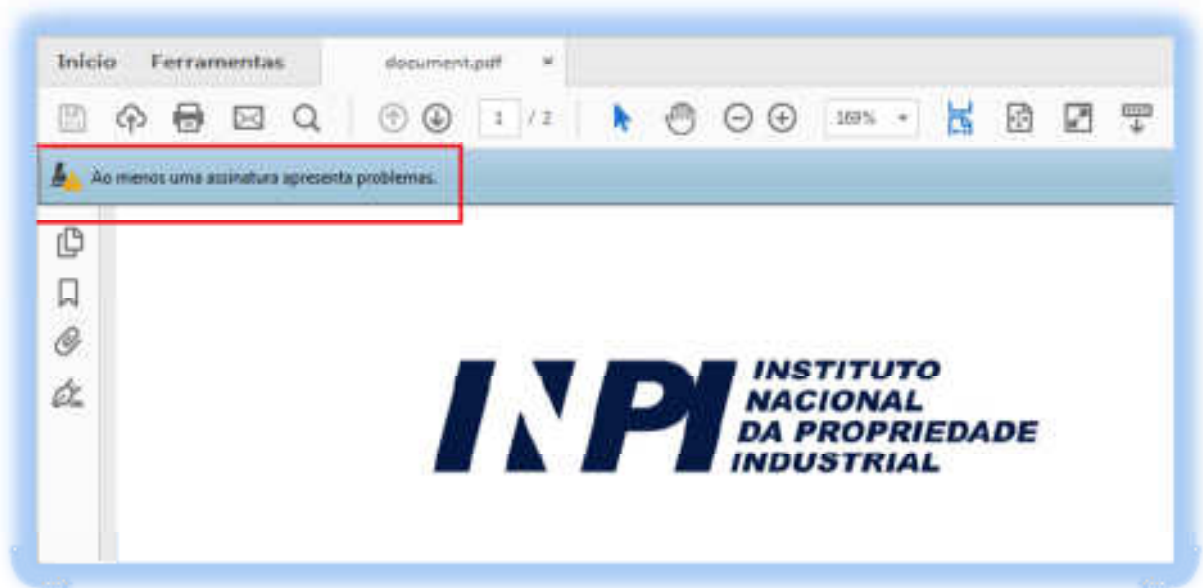 Início Ferramentas document.pdf ×
1 / 2 169%
Ao menos uma assinatura apresenta problemas.
INPI
INSTITUTO
NACIONAL
DA PROPRIEDADE
INDUSTRIAL